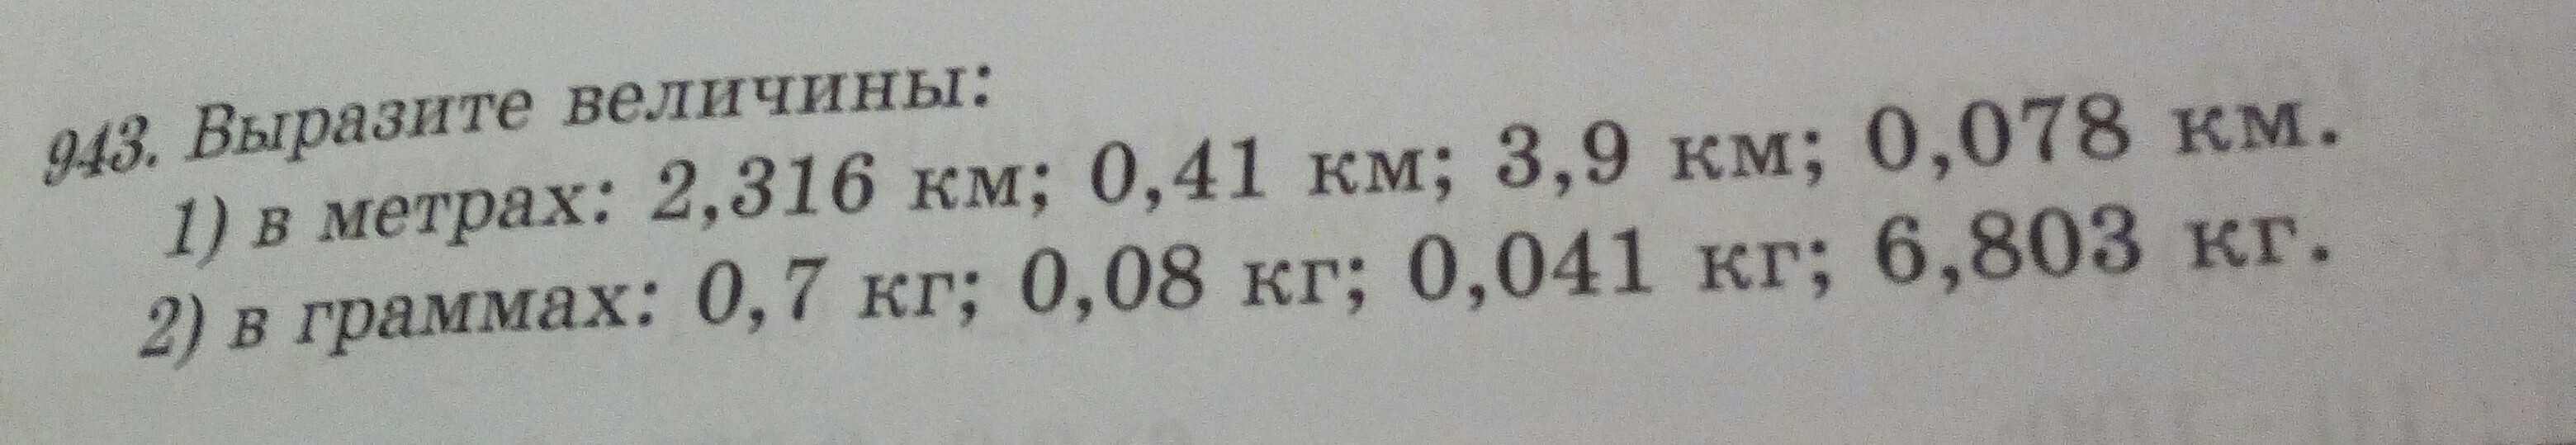 943. Выразите величины:
1) в метрах: 2,316 км; 0,41 км; 3,9 км; 0,078 км.
2) в граммах: 0,7 кг; 0,08 кг; 0,041 кг; 6,803 кг.